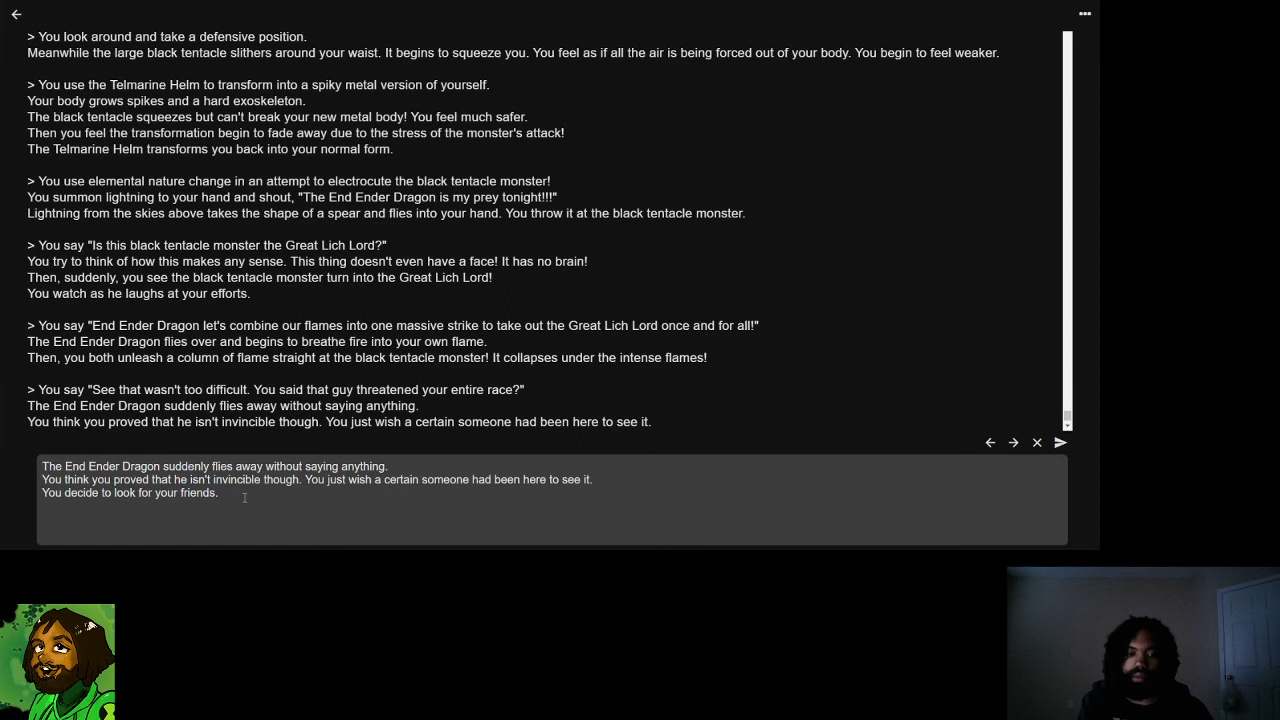 > You look around and take a defensive position.
Meanwhile the large black tentacle slithers around your waist. It begins to squeeze you. You feel as if all the air is being forced out of your body. You begin to feel weaker.
> You use the Telmarine Helm to transform into a spiky metal version of yourself.
Your body grows spikes and a hard exoskeleton.
The black tentacle squeezes but can't break your new metal body! You feel much safer.
Then you feel the transformation begin to fade away due to the stress of the monster's attack!
The Telmarine Helm transforms you back into your normal form.
> You use elemental nature change in an attempt to electrocute the black tentacle monster!
You summon lightning to your hand and shout, "The End Ender Dragon is my prey tonight!!!"
Lightning from the skies above takes the shape of a spear and flies into your hand. You throw it at the black tentacle monster.
> You say "Is this black tentacle monster the Great Lich Lord?"
You try to think of how this makes any sense. This thing doesn't even have a face! It has no brain!
Then, suddenly, you see the black tentacle monster turn into the Great Lich Lord!
You watch as he laughs at your efforts.
> You say "End Ender Dragon let's combine our flames into one massive strike to take out the Great Lich Lord once and for all!"
The End Ender Dragon flies over and begins to breathe fire into your own flame.
Then, you both unleash a column of flame straight at the black tentacle monster! It collapses under the intense flames!
> You say "See that wasn't too difficult. You said that guy threatened your entire race?"
The End Ender Dragon suddenly flies away without saying anything.
You think you proved that he isn't invincible though. You just wish a certain someone had been here to see it.
The End Ender Dragon suddenly flies away without saying anything.
You think you proved that he isn't invincible though. You just wish a certain someone had been here to see it.
You decide to look for your friends.